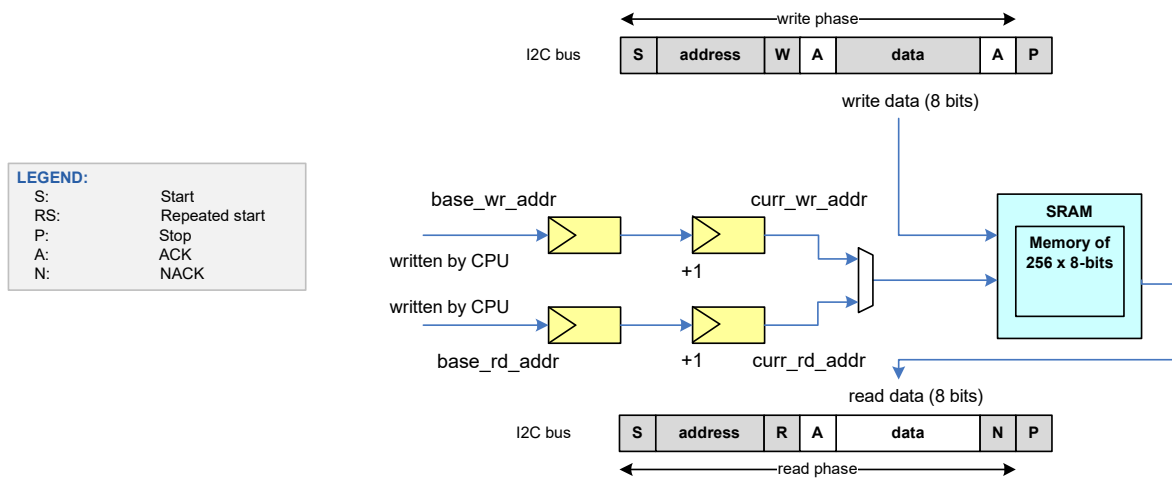 write phase
I2C bus S address W A data A P
write data (8 bits)
LEGEND:
S: Start
RS: Repeated start
P: Stop
A: ACK
N: NACK
base_wr_addr curr_wr_addr
written by CPU +1
SRAM
Memory of
256 x 8-bits
written by CPU
base_rd_addr +1 curr_rd_addr
read data (8 bits)
I2C bus S address R A data N P
read phase